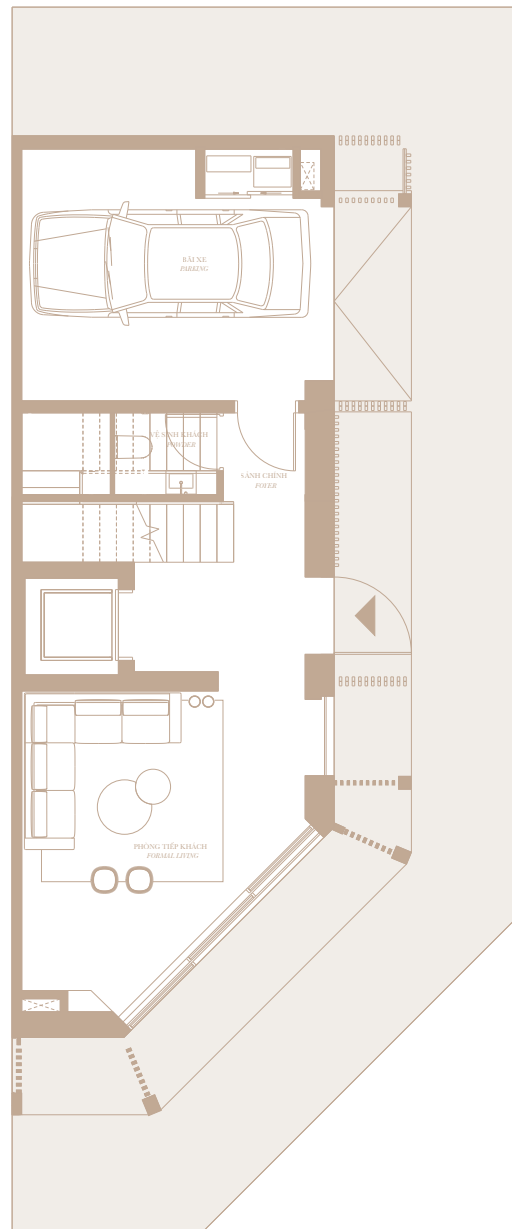 BÃI XE
PARKING
VỆ SINH KHÁCH
POWDER
SẢNH CHÍNH
FOYER
PHÒNG TIẾP KHÁCH
FORMAL LIVING